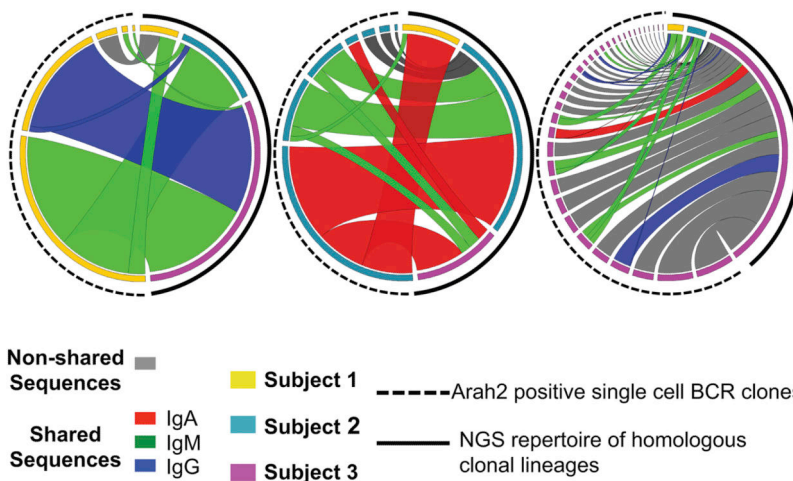 Non-shared
Sequences
Shared
Sequences
IgA
IgM
IgG
Subject 1
Subject 2
Subject 3
Arah2 positive single cell BCR clones
NGS repertoire of homologous
clonal lineages